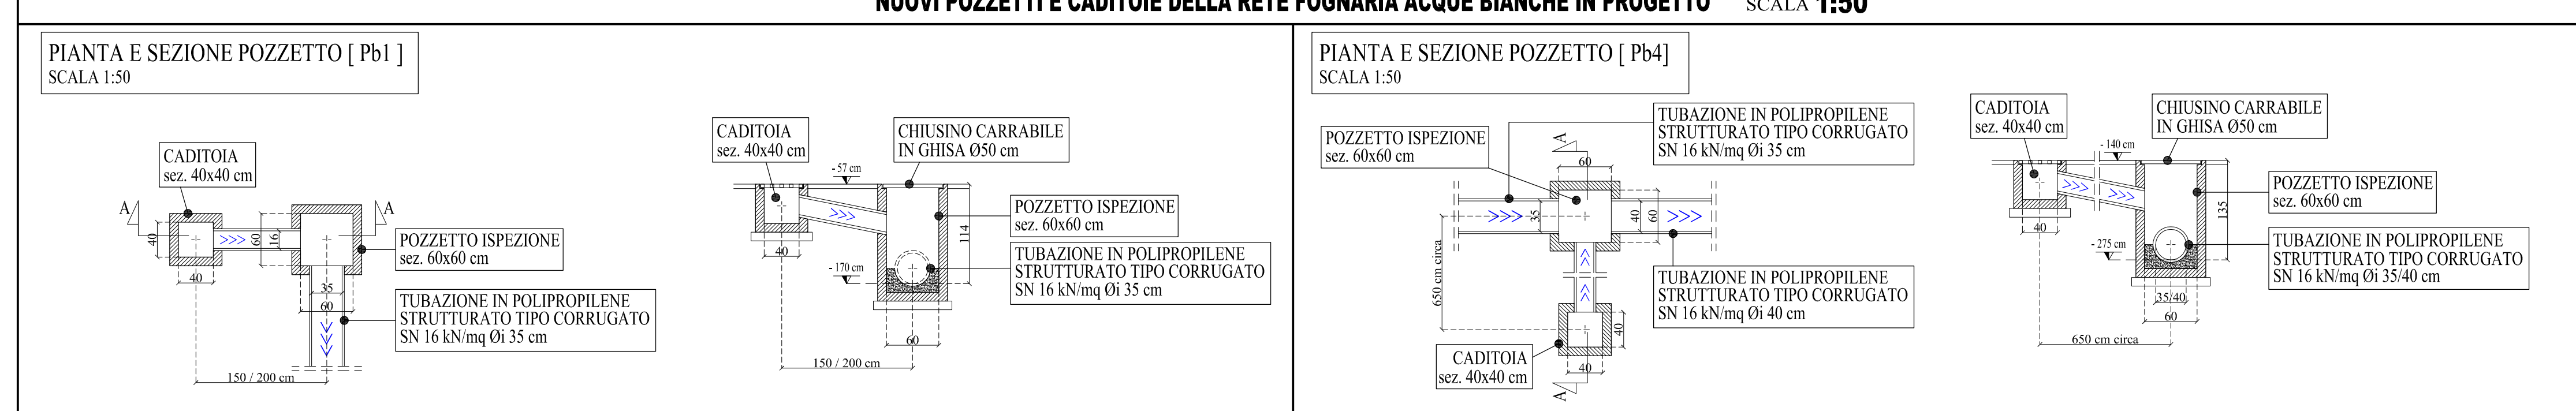 NUOVI POZZETTI E CADITOIE DELLA RETE FOGNARIA ACQUE BIANCHE IN PROGETTO SCALA 1:50
PIANTA E SEZIONE POZZETTO [ Pb1 ]
SCALA 1:50
CADITOIA
sez. 40x40 cm
A
A
40
60
16
40
35
60
150 / 200 cm
POZZETTO ISPEZIONE
sez. 60x60 cm
TUBAZIONE IN POLIPROPILENE
STRUTTURATO TIPO CORRUGATO
SN 16 kN/mq Øi 35 cm
CADITOIA
sez. 40x40 cm
CHIUSINO CARRABILE
IN GHISA Ø50 cm
- 57 cm
- 170 cm
40
114
60
150 / 200 cm
POZZETTO ISPEZIONE
sez. 60x60 cm
TUBAZIONE IN POLIPROPILENE
STRUTTURATO TIPO CORRUGATO
SN 16 kN/mq Øi 35 cm
PIANTA E SEZIONE POZZETTO [ Pb4]
SCALA 1:50
POZZETTO ISPEZIONE
sez. 60x60 cm
TUBAZIONE IN POLIPROPILENE
STRUTTURATO TIPO CORRUGATO
SN 16 kN/mq Øi 35 cm
A
60
35
40
60
650 cm circa
TUBAZIONE IN POLIPROPILENE
STRUTTURATO TIPO CORRUGATO
SN 16 kN/mq Øi 40 cm
CADITOIA
sez. 40x40 cm
40
40
A
CADITOIA
sez. 40x40 cm
CHIUSINO CARRABILE
IN GHISA Ø50 cm
- 140 cm
- 275 cm
40
135
35/40
60
650 cm circa
POZZETTO ISPEZIONE
sez. 60x60 cm
TUBAZIONE IN POLIPROPILENE
STRUTTURATO TIPO CORRUGATO
SN 16 kN/mq Øi 35/40 cm